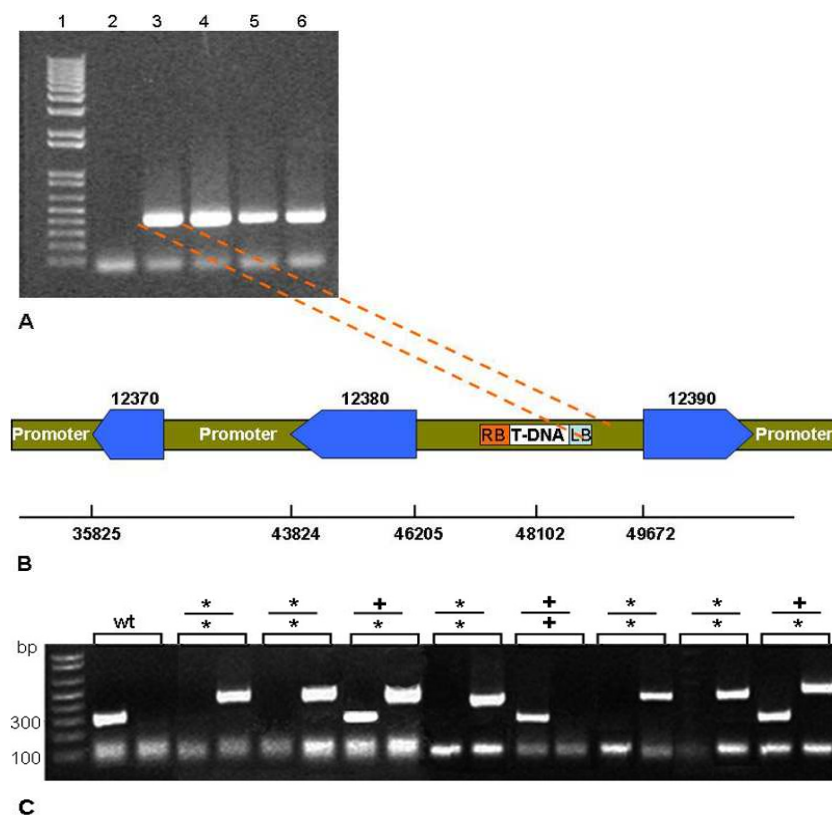 1 2 3 4 5 6
A
12370 12380 12390
Promoter Promoter RB T-DNA LB Promoter
35825 43824 46205 48102 49672
B
* * + * + * * +
wt * * * * + * * *
bp
300
100
C